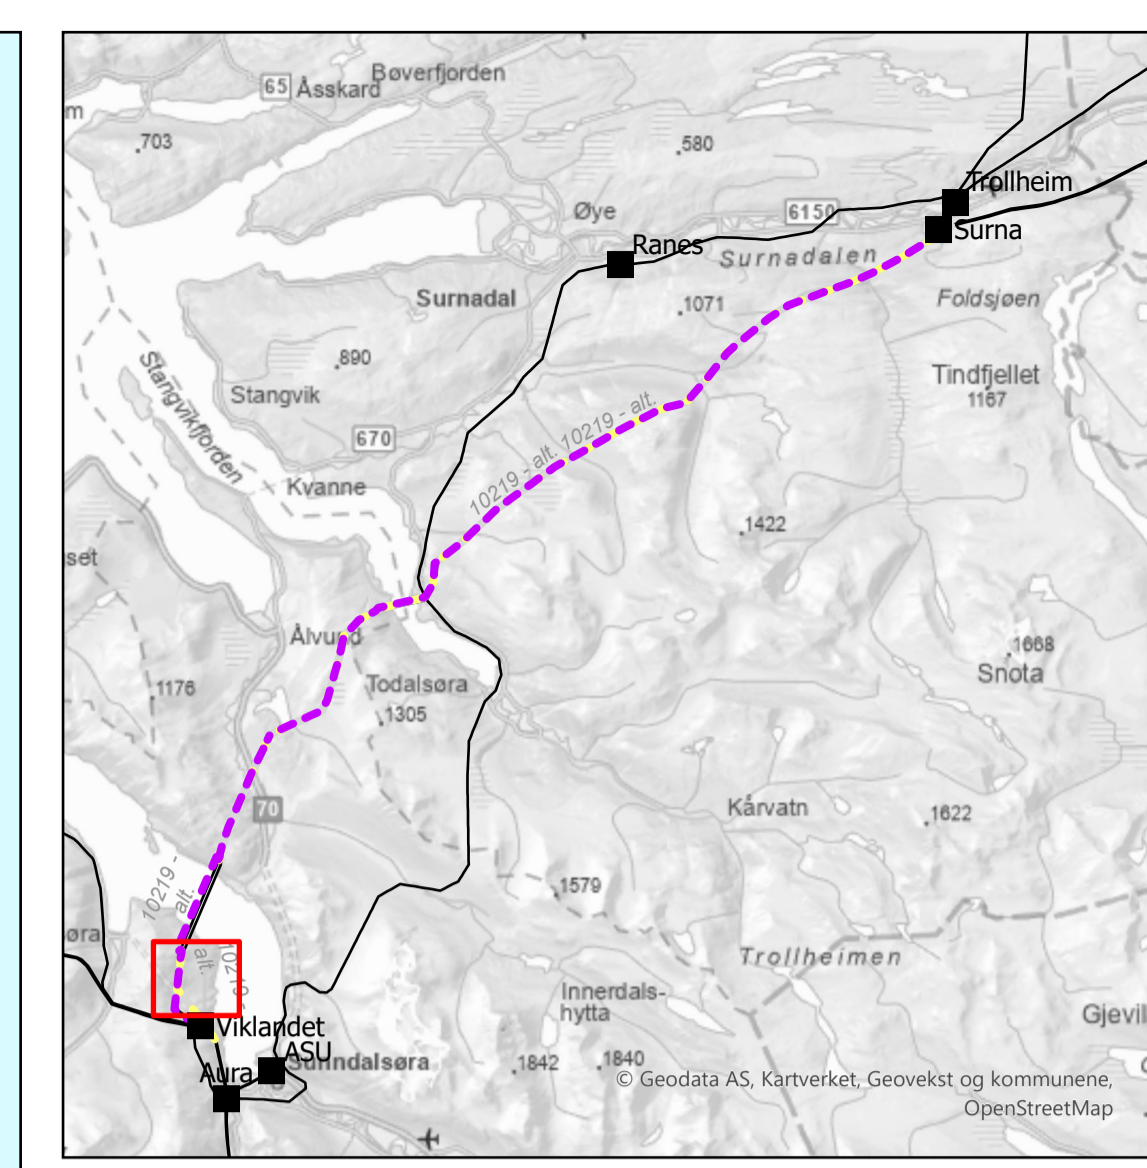 Bøverfjorden
65
Åsskard
m
703
580
Trollheim
Øye
6150
Surna
Ranes
Surnadalen
Surnadal
Foldsjøen
1071
Stangvikfjorden
890
Tindfjellet
1167
Stangvik
10219 - alt. 10219 - alt.
670
Kvanne
1422
set
Ålvund
1668
Snota
1176
Todalsøra
1305
70
Kårvatn
1622
10219 -
alt.
1579
øra
alt.
Trollheimen
Innerdals-
hytta
Gjevil
Viklandet
ASU
Sunndalsøra
Aura
1842
1840
© Geodata AS, Kartverket, Geovekst og kommunene,
OpenStreetMap